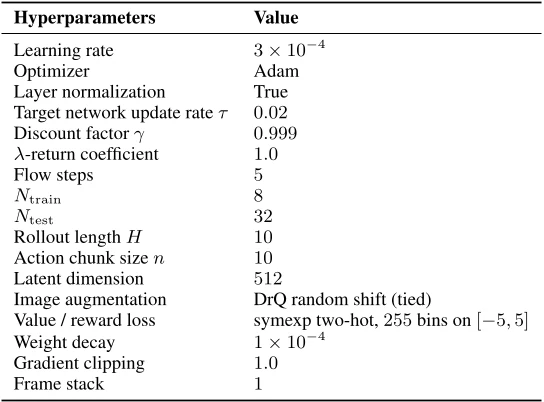 Hyperparameters Value
Learning rate 3 × 10⁻⁴
Optimizer Adam
Layer normalization True
Target network update rate τ 0.02
Discount factor γ 0.999
λ-return coefficient 1.0
Flow steps 5
N_train 8
N_test 32
Rollout length H 10
Action chunk size n 10
Latent dimension 512
Image augmentation DrQ random shift (tied)
Value / reward loss symexp two-hot, 255 bins on [−5, 5]
Weight decay 1 × 10⁻⁴
Gradient clipping 1.0
Frame stack 1